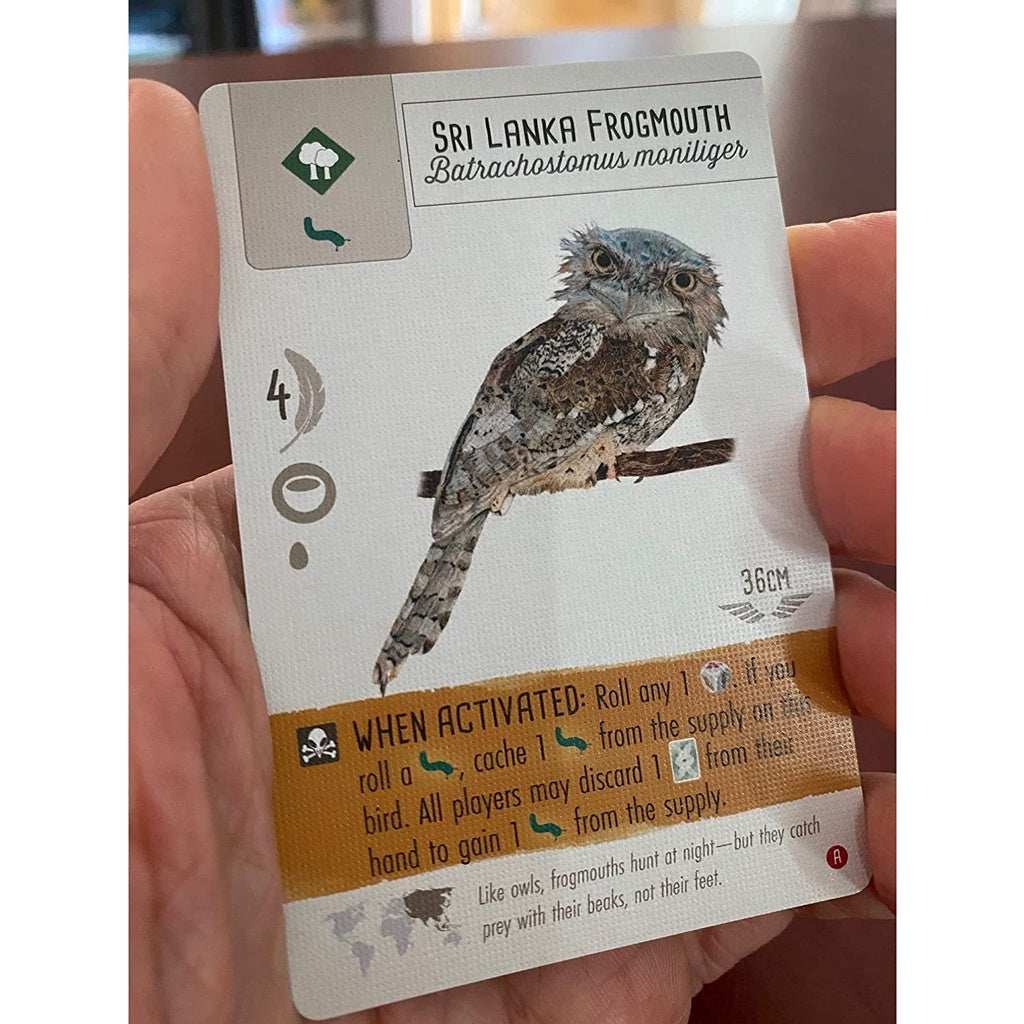 SRI LANKA FROGMOUTH
Batrachostomus moniliger
4
36CM
WHEN ACTIVATED: Roll any 1 . If you
roll a , cache 1 from the supply on this
bird. All players may discard 1 from their
hand to gain 1 from the supply.
Like owls, frogmouths hunt at night—but they catch
prey with their beaks, not their feet.
A